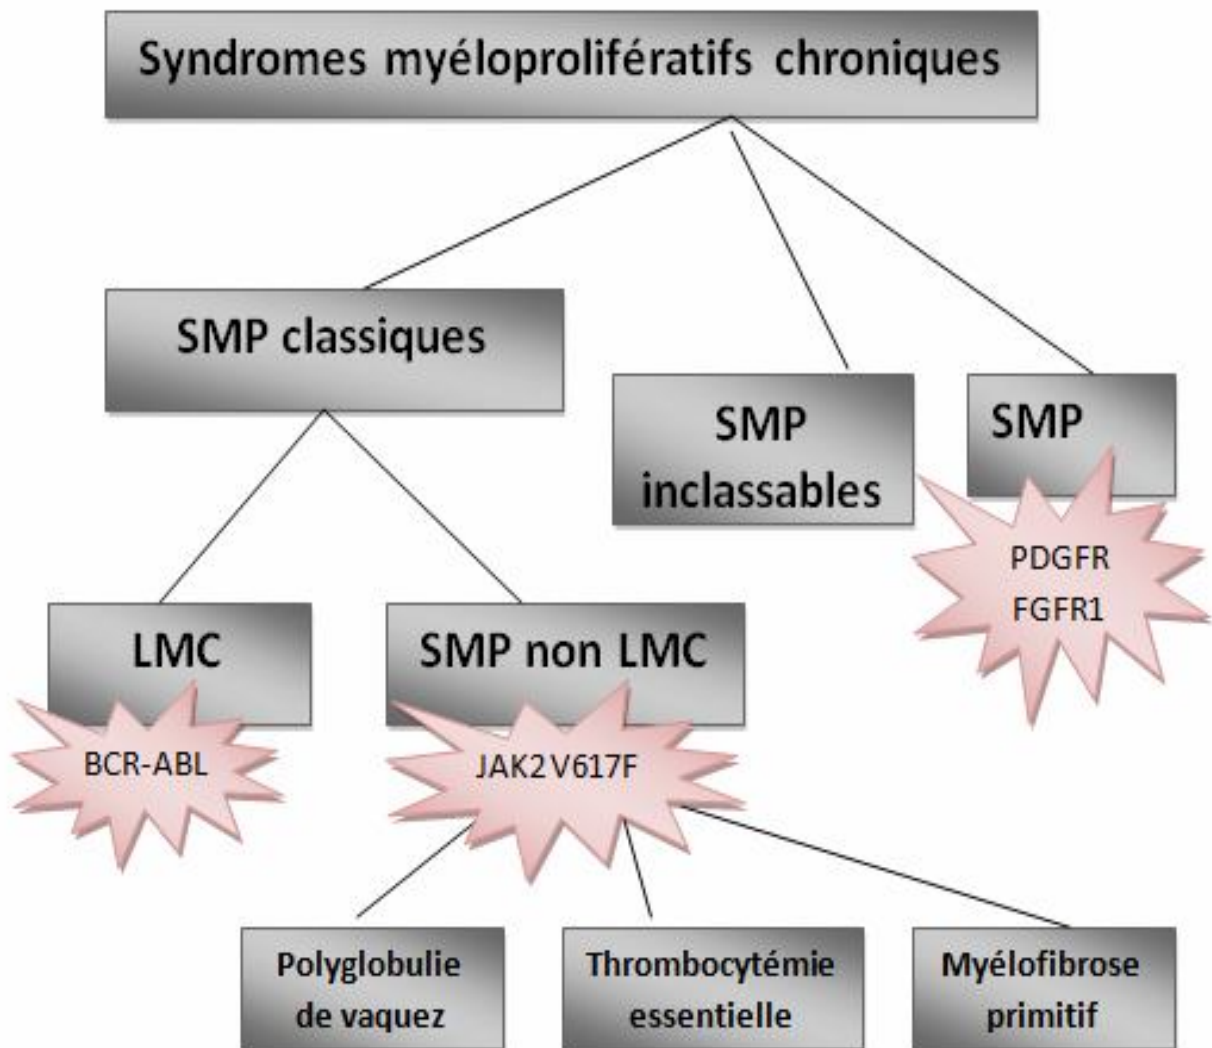 Syndromes myéloprolifératifs chroniques
SMP classiques
SMP
inclassables
SMP
PDGFR
FGFR1
LMC
BCR-ABL
SMP non LMC
JAK2 V617F
Polyglobulie
de vaquez
Thrombocytémie
essentielle
Myélofibrose
primitif